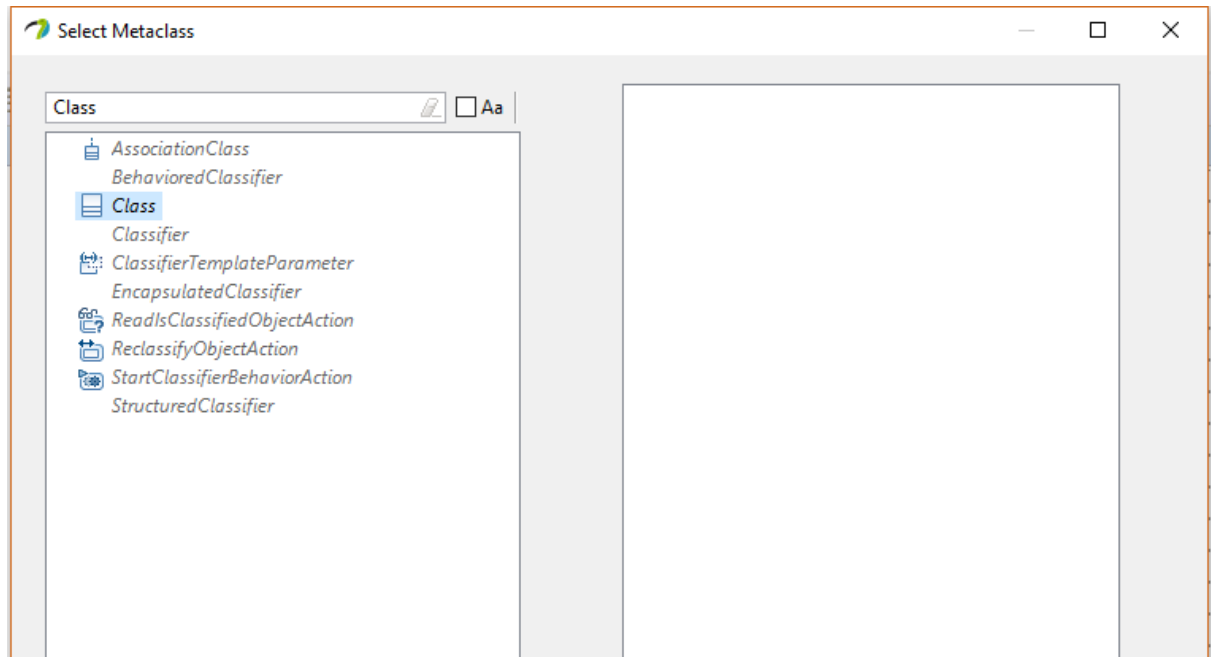 Select Metaclass
Class
Aa
AssociationClass
BehavioredClassifier
Class
Classifier
ClassifierTemplateParameter
EncapsulatedClassifier
ReadIsClassifiedObjectAction
ReclassifyObjectAction
StartClassifierBehaviorAction
StructuredClassifier